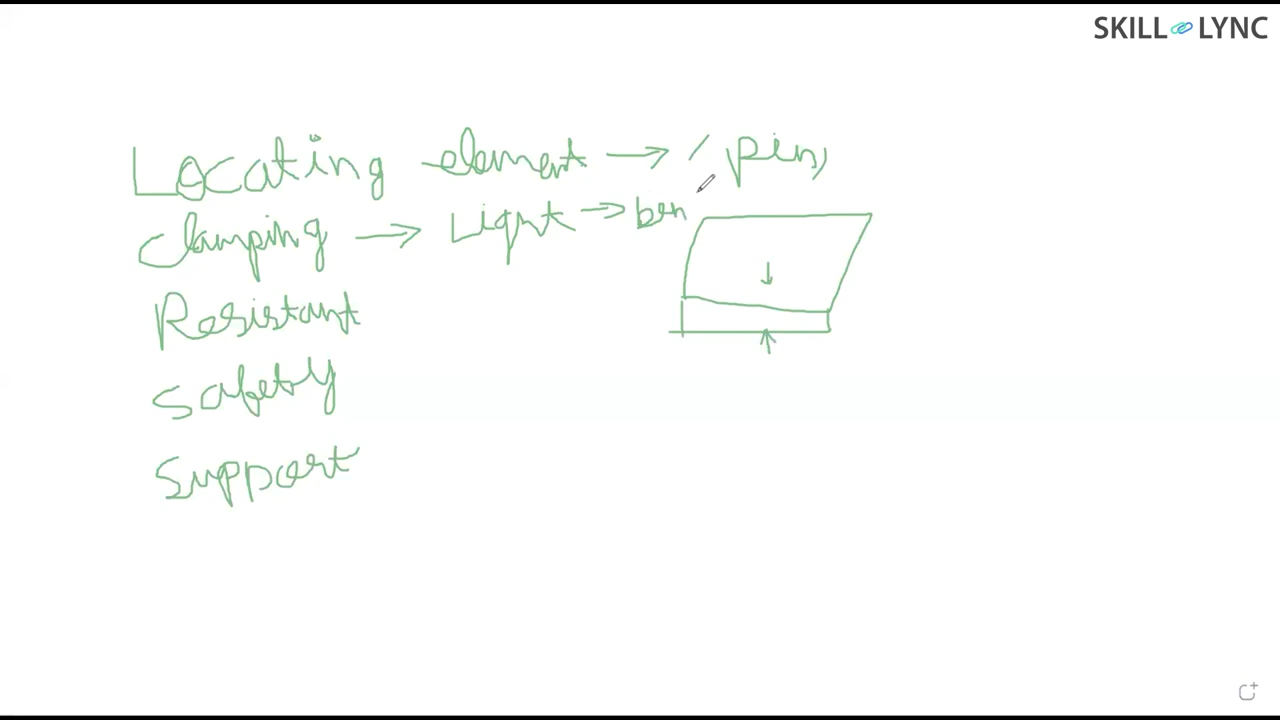 SKILL LYNC
Locating element → / pin,
Clamping → Light → ben
Resistant
Safety
Support